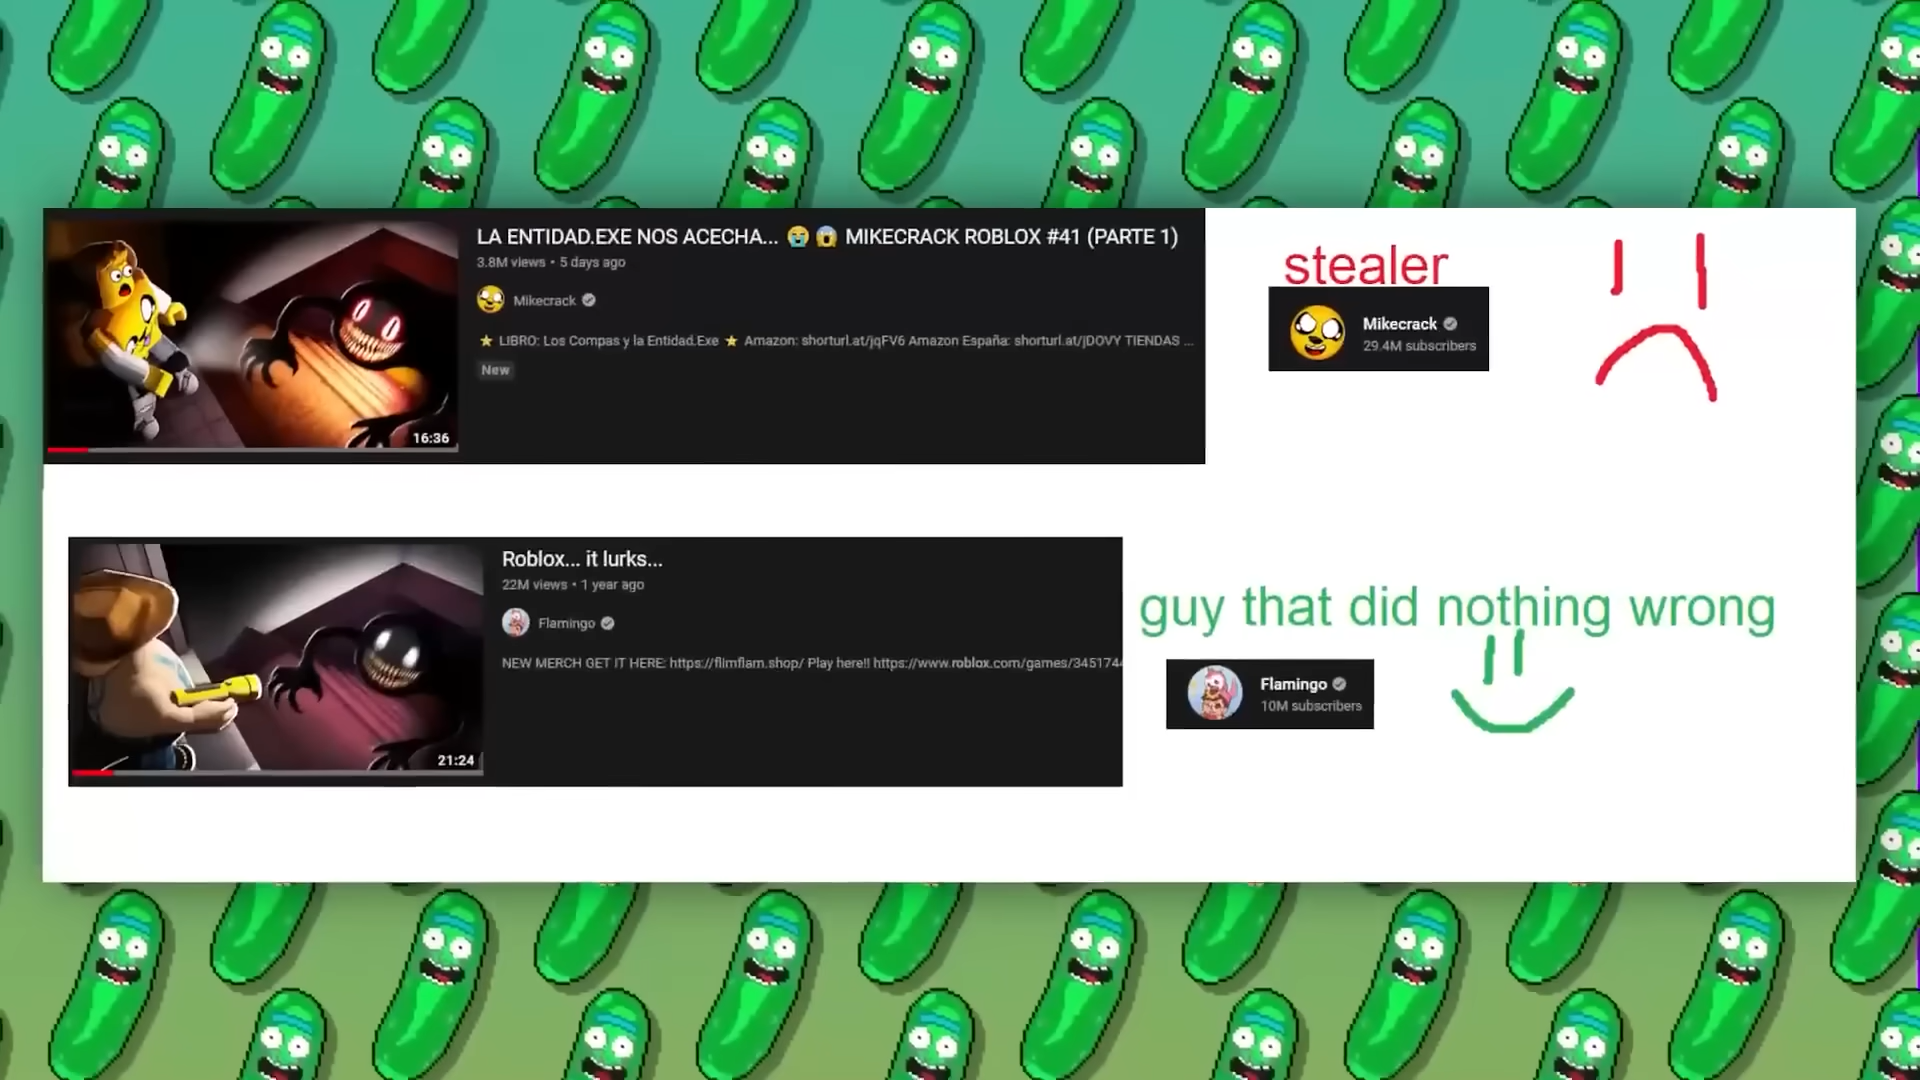 LA ENTIDAD.EXE NOS ACECHA... 😭 😱 MIKECRACK ROBLOX #41 (PARTE 1)
3.8M views • 5 days ago
Mikecrack
★ LIBRO: Los Compas y la Entidad.Exe ★ Amazon: shorturl.at/jqFV6 Amazon España: shorturl.at/jDOVY TIENDAS ...
New
16:36
stealer
Mikecrack
29.4M subscribers
Roblox... it lurks...
22M views • 1 year ago
Flamingo
NEW MERCH GET IT HERE: https://flimflam.shop/ Play here!! https://www.roblox.com/games/345174
21:24
guy that did nothing wrong
Flamingo
10M subscribers